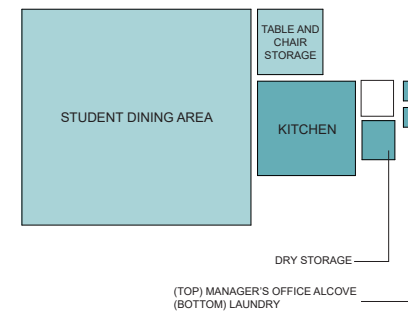 TABLE AND
CHAIR
STORAGE
STUDENT DINING AREA
KITCHEN
DRY STORAGE
(TOP) MANAGER'S OFFICE ALCOVE
(BOTTOM) LAUNDRY